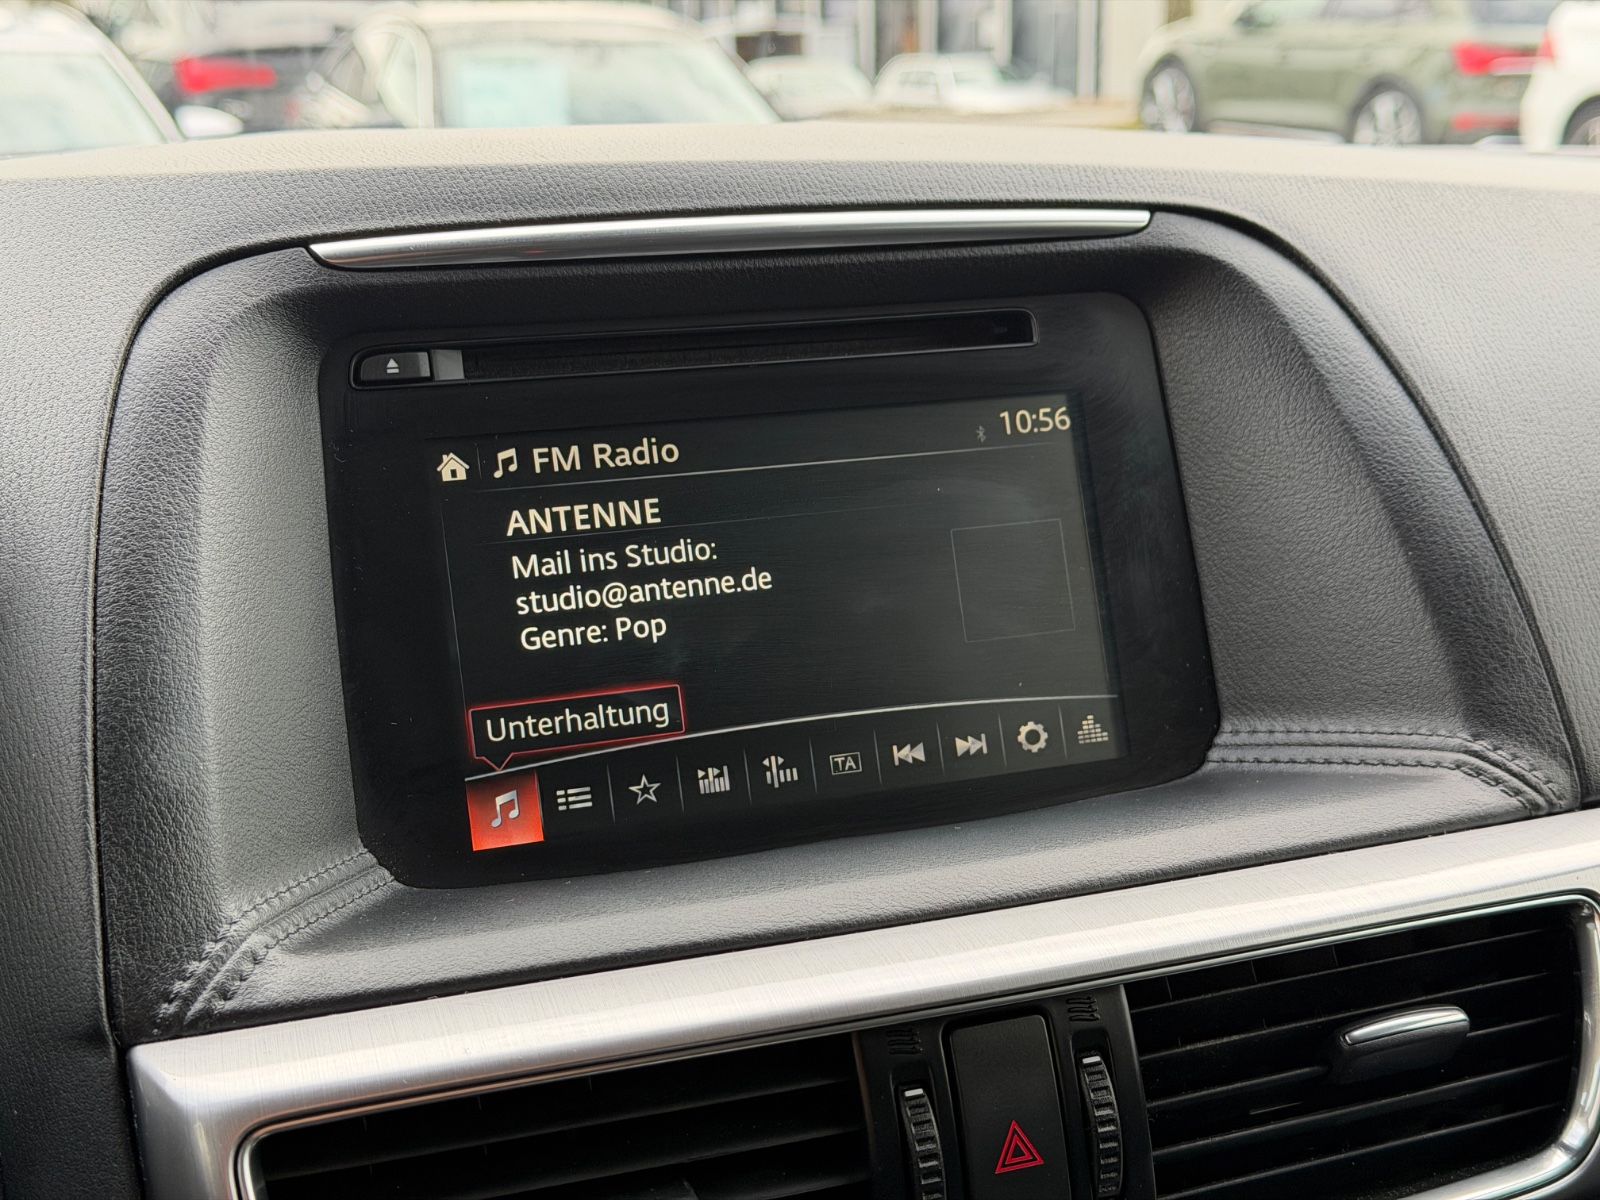 FM Radio
10:56
ANTENNE
Mail ins Studio:
studio@antenne.de
Genre: Pop
Unterhaltung
TA